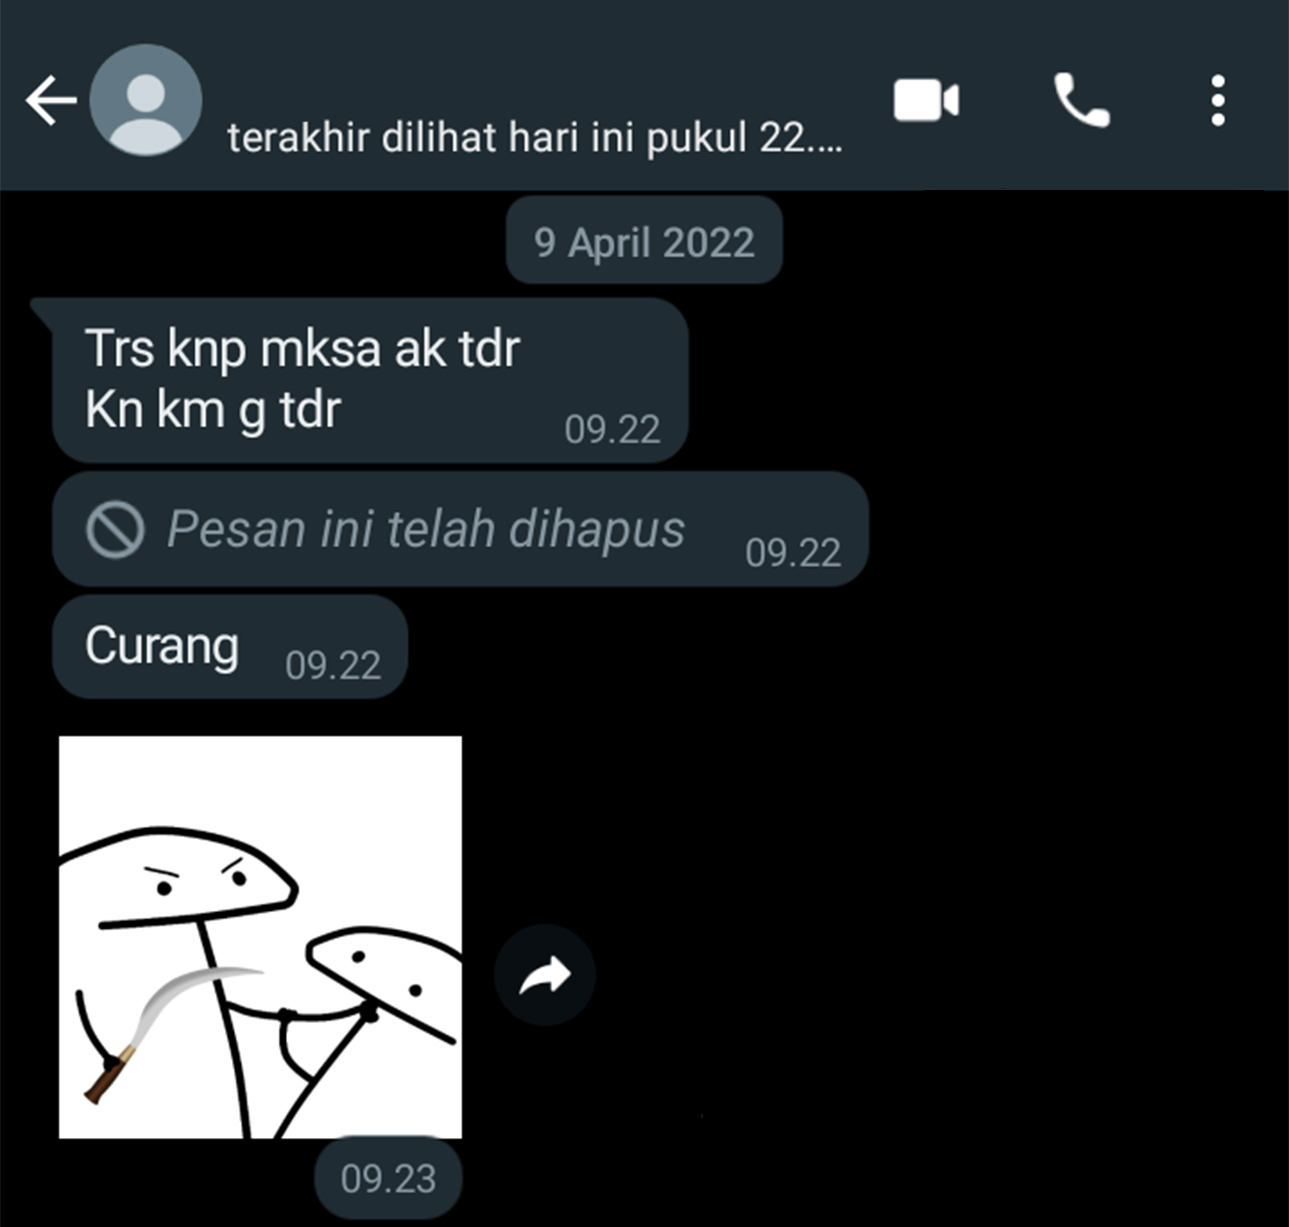 terakhir dilihat hari ini pukul 22....
9 April 2022
Trs knp mksa ak tdr
Kn km g tdr
09.22
Pesan ini telah dihapus
09.22
Curang
09.22
09.23